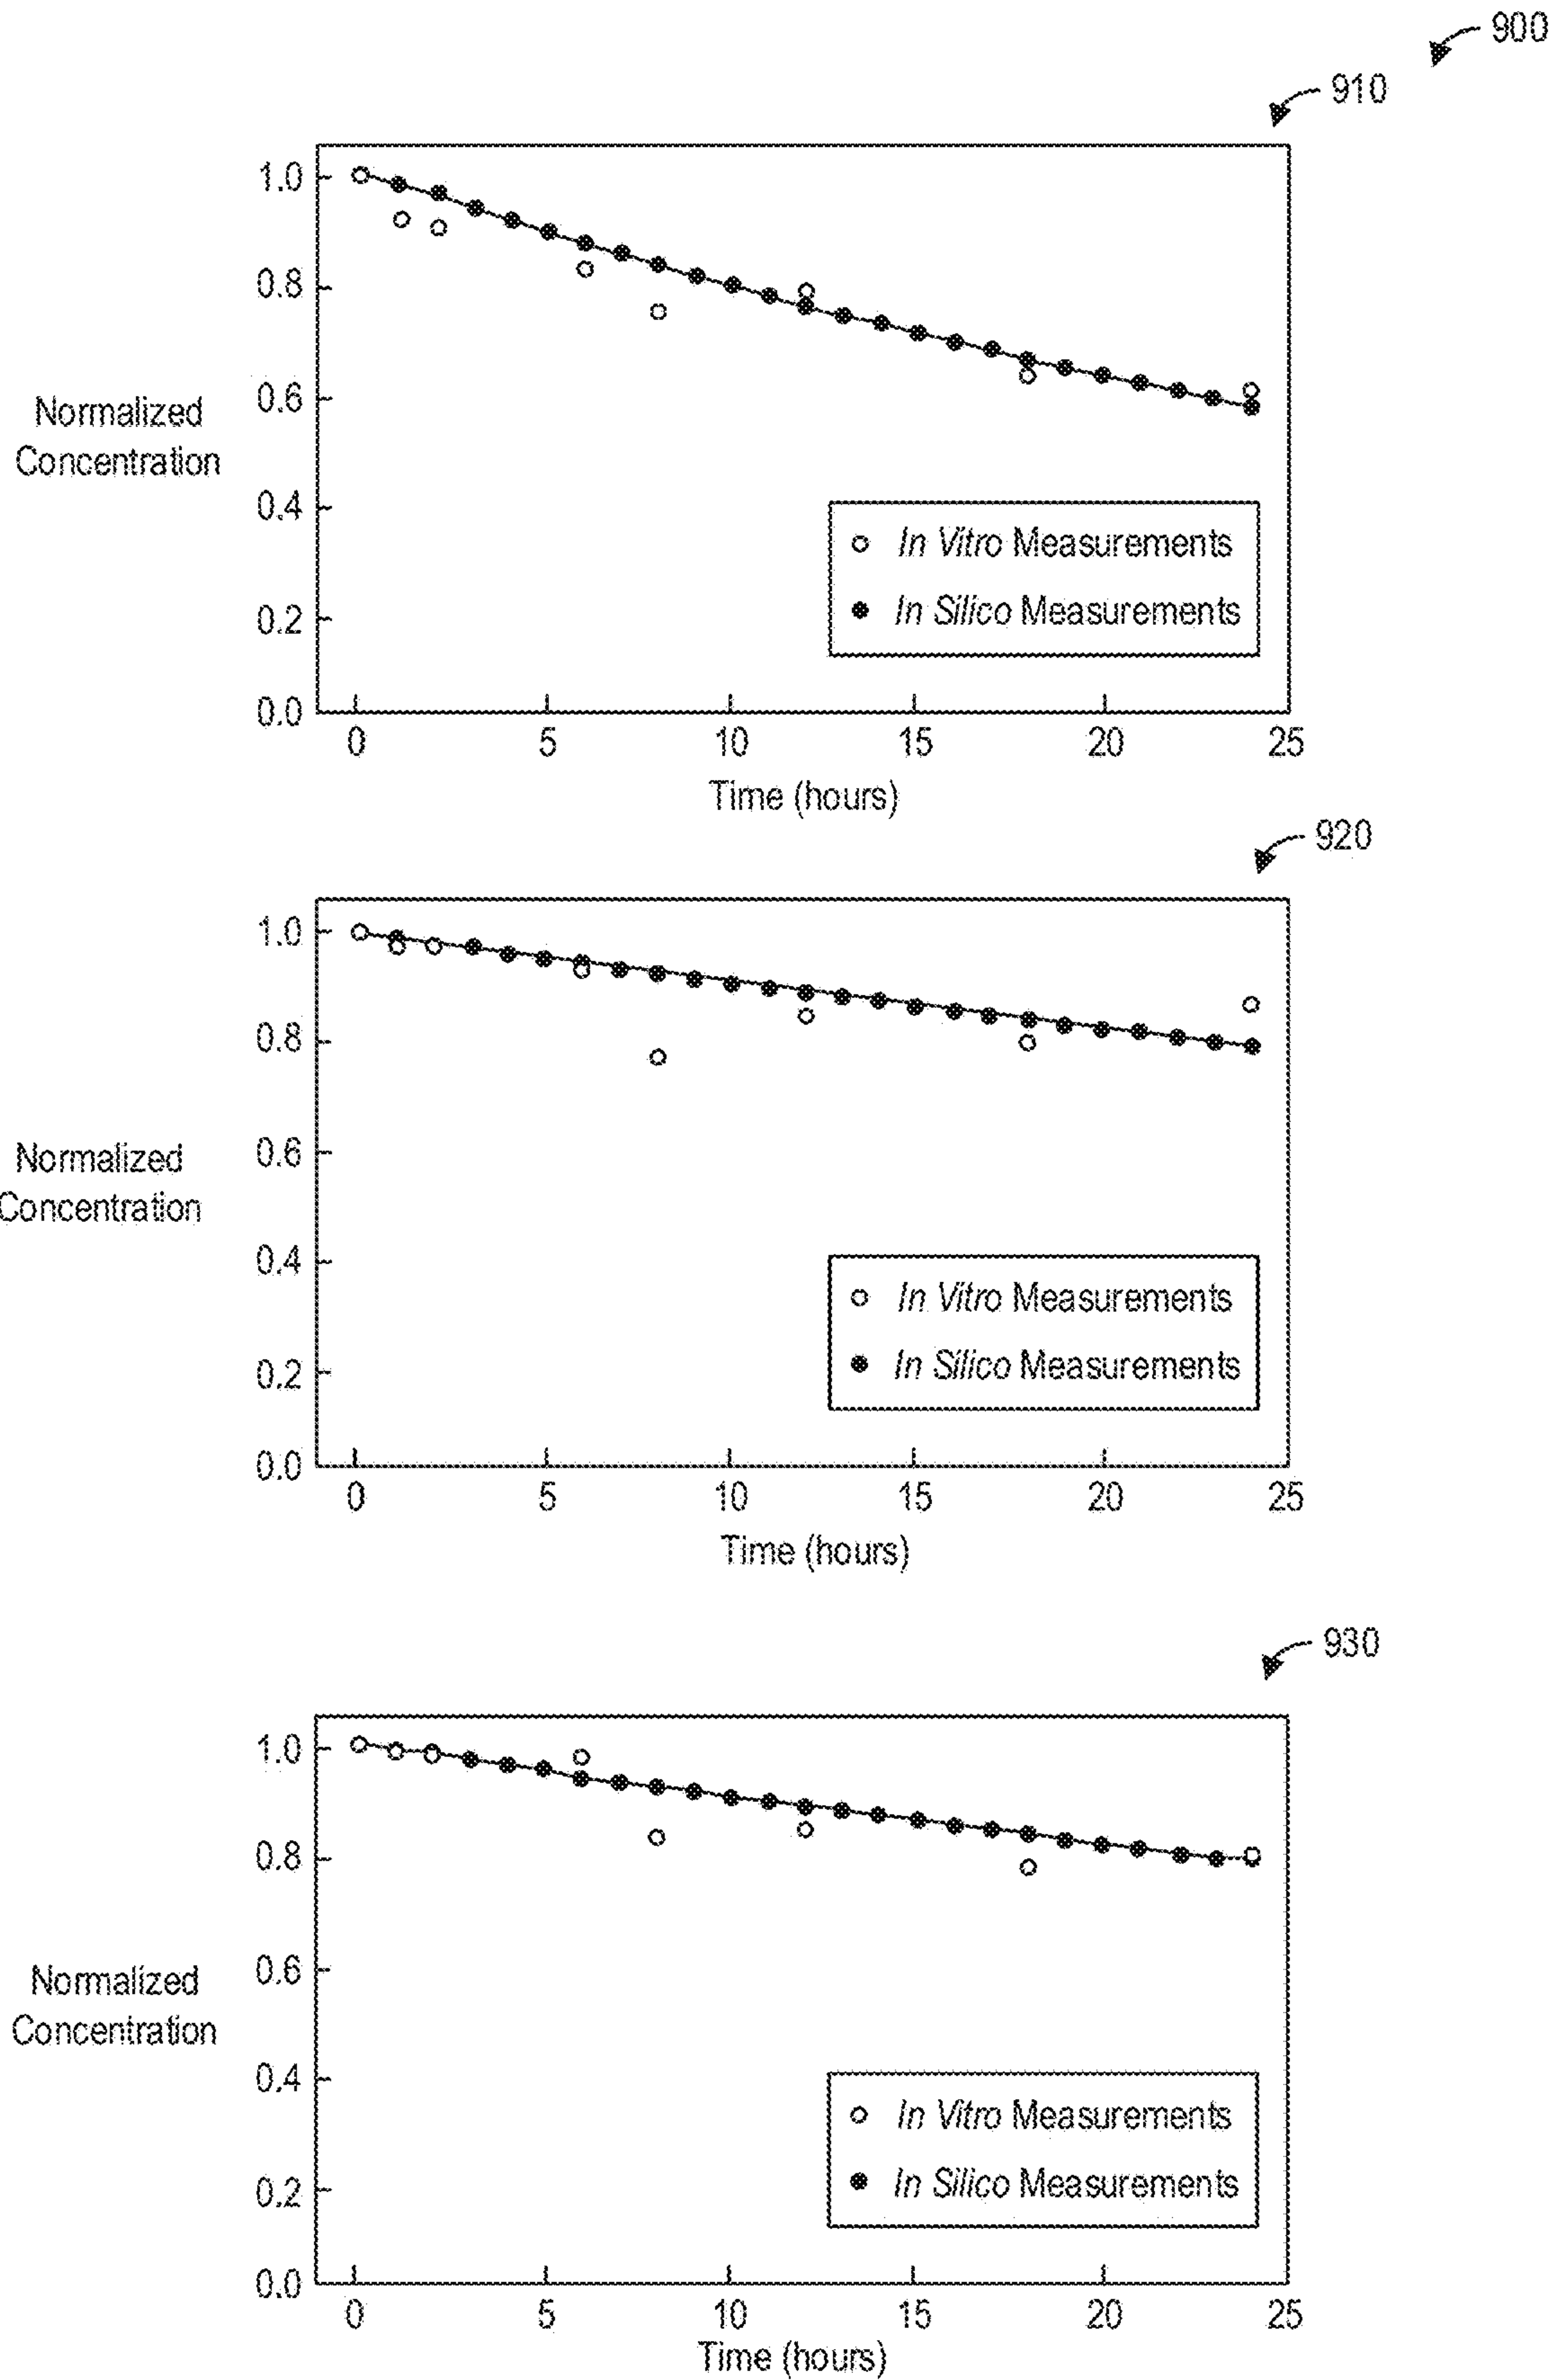 900
910
1.0
0.8
0.6
0.4
0.2
0.0
Normalized
Concentration
In Vitro Measurements
In Silico Measurements
0 5 10 15 20 25
Time (hours)
920
1.0
0.8
0.6
0.4
0.2
0.0
Normalized
Concentration
In Vitro Measurements
In Silico Measurements
0 5 10 15 20 25
Time (hours)
930
1.0
0.8
0.6
0.4
0.2
0.0
Normalized
Concentration
In Vitro Measurements
In Silico Measurements
0 5 10 15 20 25
Time (hours)